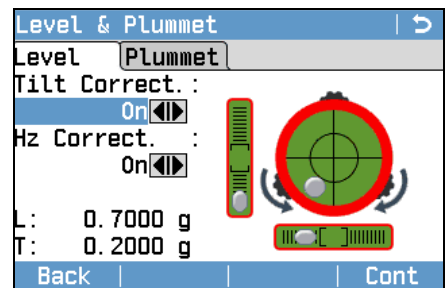 Level & Plummet
Level Plummet
Tilt Correct. :
On
Hz Correct. :
On
L: 0.7000 g
T: 0.2000 g
Back Cont